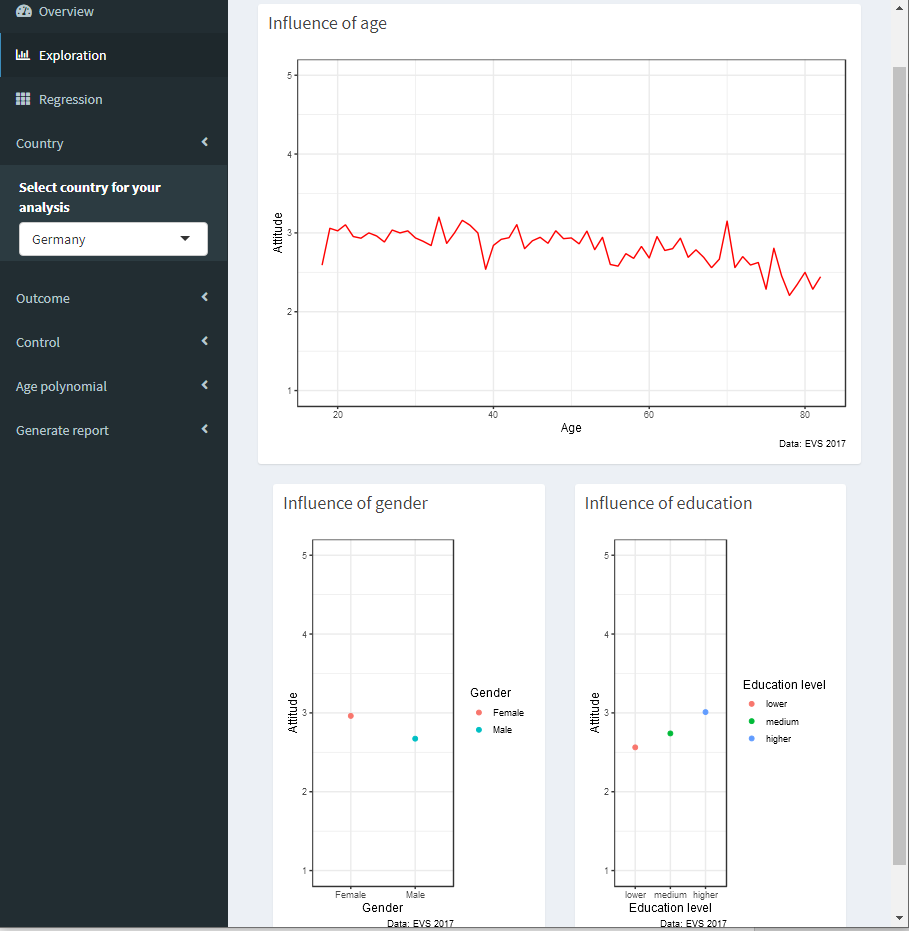 Overview
Exploration
Regression
Country
Select country for your
analysis
Germany
Outcome
Control
Age polynomial
Generate report
Influence of age
5
4
3
2
1
Attitude
20 40 60 80
Age
Data: EVS 2017
Influence of gender
5
4
3
2
1
Attitude
Female Male
Gender
Data: EVS 2017
Gender
Female
Male
Influence of education
5
4
3
2
1
Attitude
lower medium higher
Education level
Data: EVS 2017
Education level
lower
medium
higher